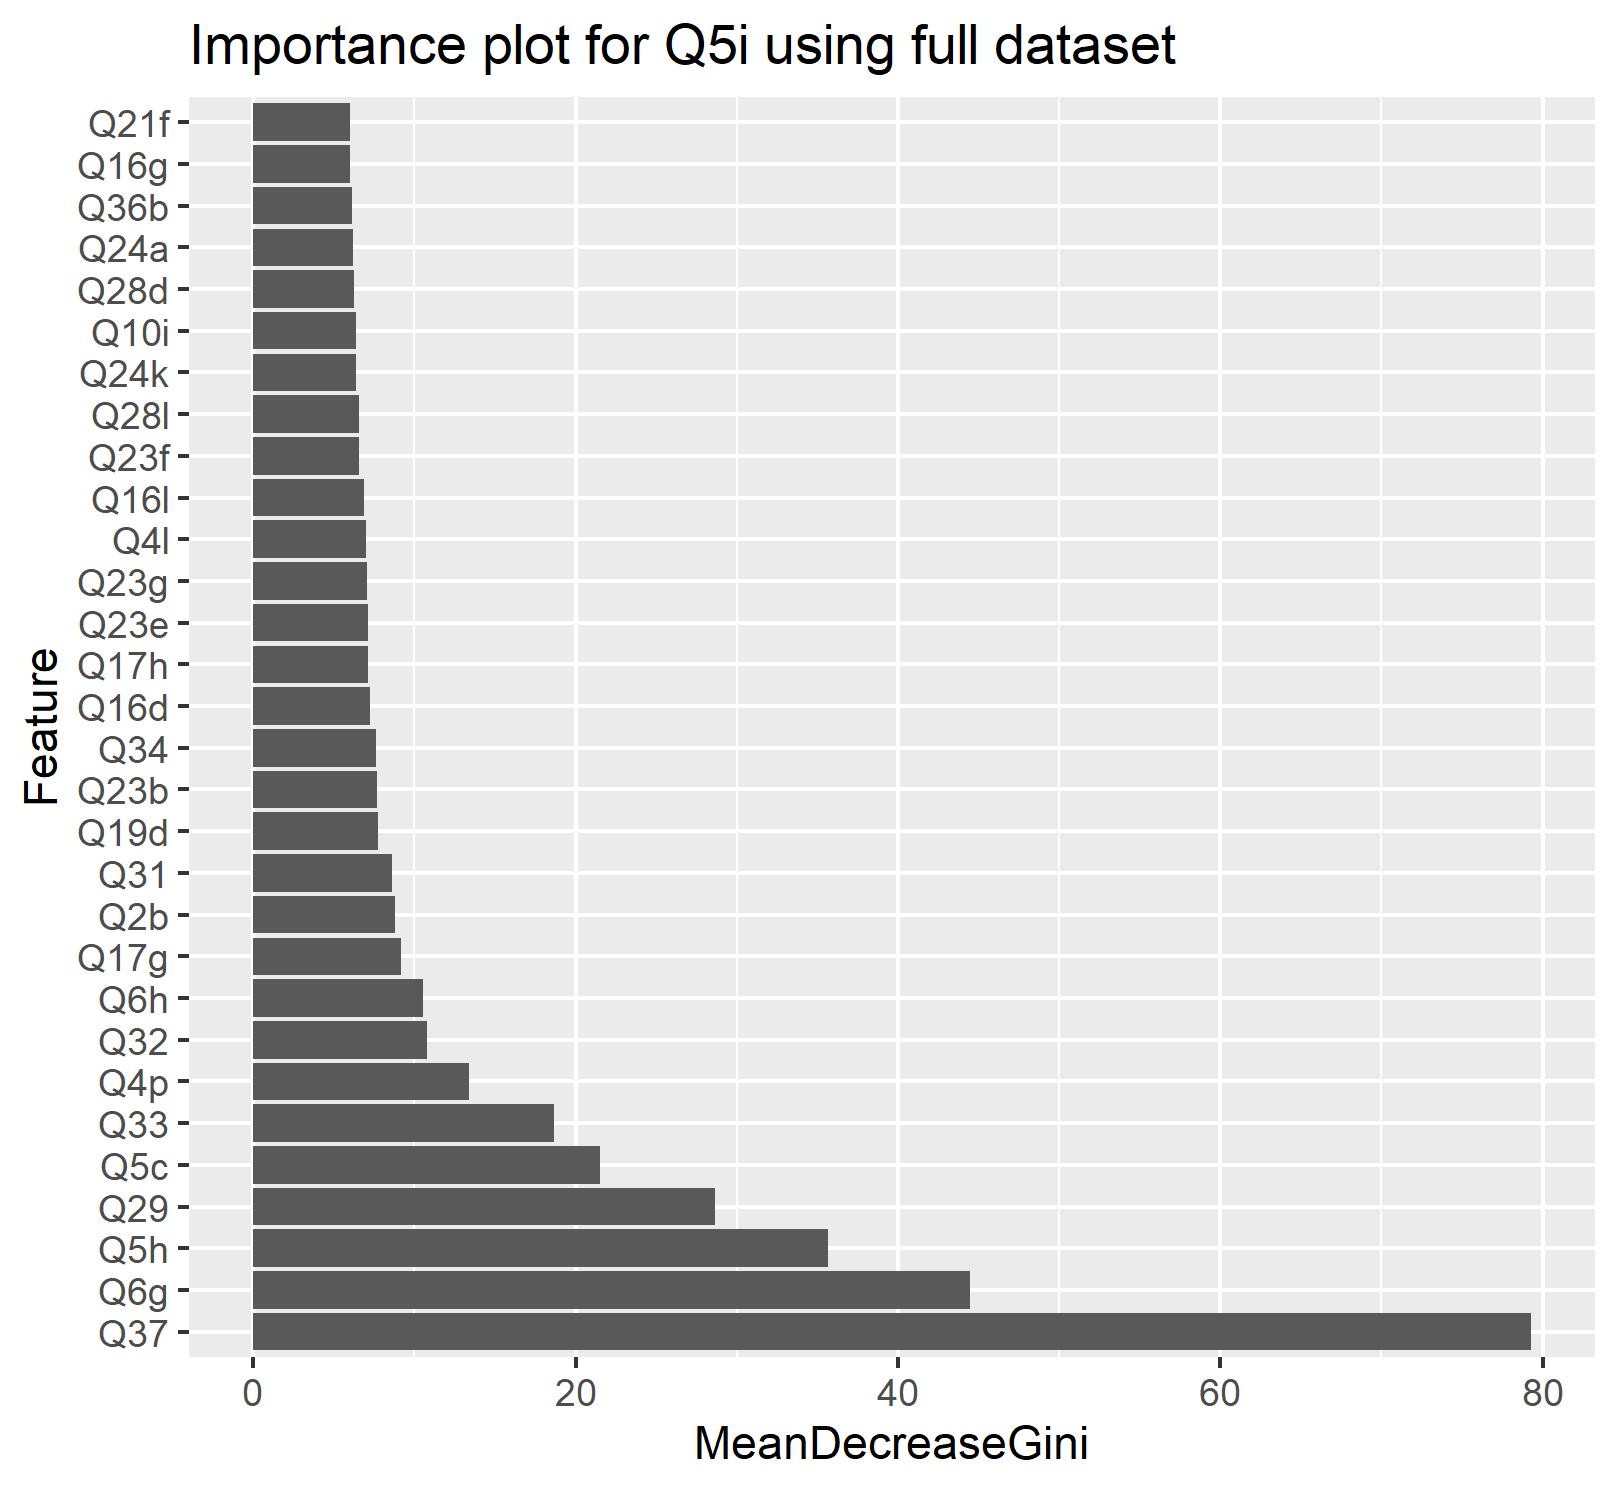 Importance plot for Q5i using full dataset
Feature
Q21f
Q16g
Q36b
Q24a
Q28d
Q10i
Q24k
Q28l
Q23f
Q16l
Q4l
Q23g
Q23e
Q17h
Q16d
Q34
Q23b
Q19d
Q31
Q2b
Q17g
Q6h
Q32
Q4p
Q33
Q5c
Q29
Q5h
Q6g
Q37
0 20 40 60 80
MeanDecreaseGini